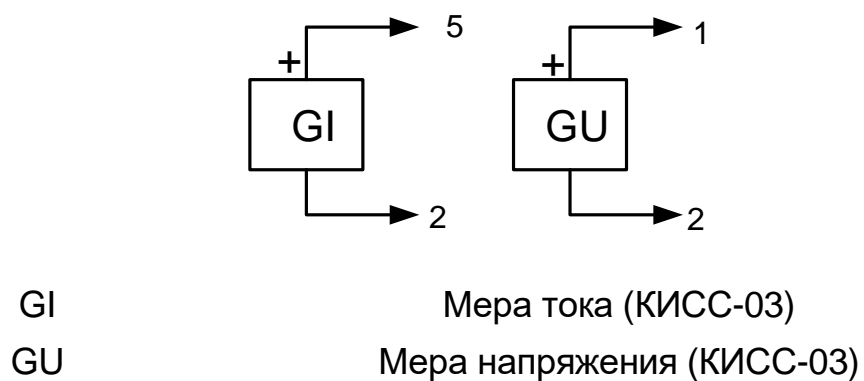 5 1
+ +
GI GU
2 2
GI Мера тока (КИСС-03)
GU Мера напряжения (КИСС-03)